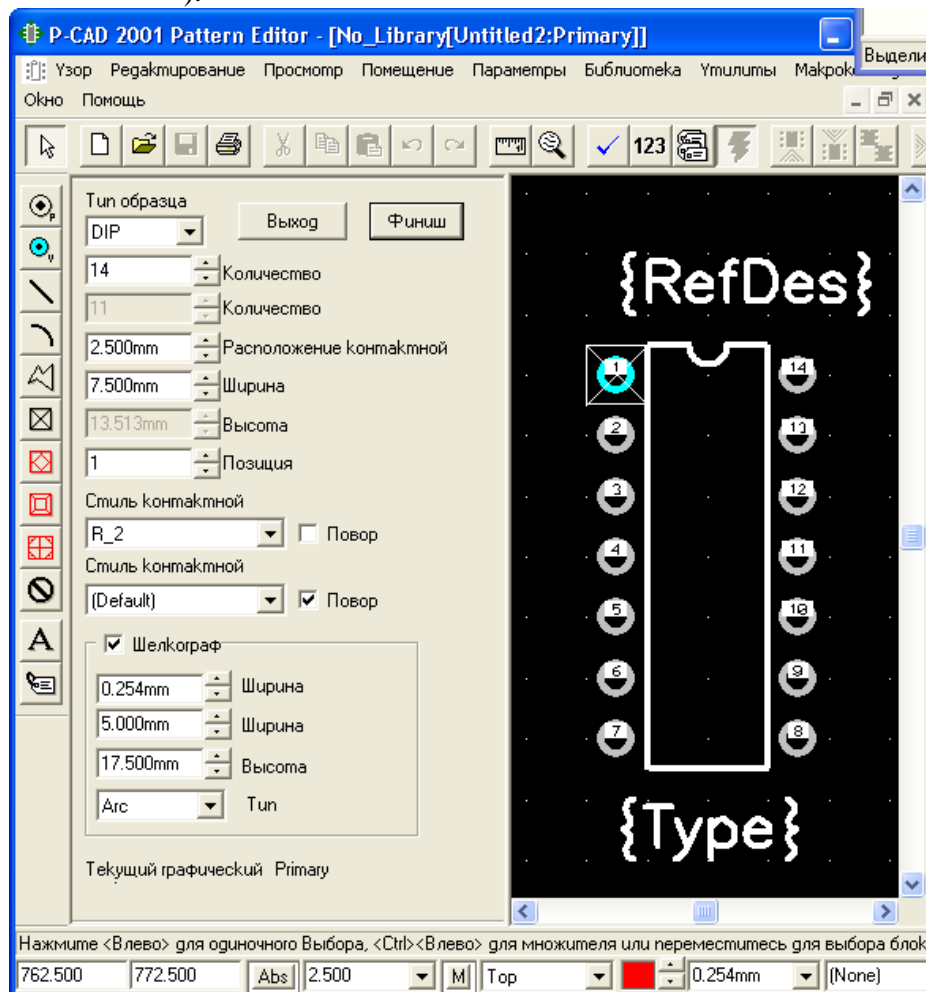 P-CAD 2001 Pattern Editor - [No_Library[Untitled2:Primary]]
Выдели
Узор Редактирование Просмотр Помещение Параметры Библиотека Утилиты
Окно Помощь
123
Тип образца
DIP Выход Финиш
14 Количество
11 Количество
2.500mm Расположение контактной
7.500mm Ширина
13.513mm Высота
1 Позиция
Стиль контактной
R_2 Повор
Стиль контактной
(Default) Повор
Шелкограф
0.254mm Ширина
5.000mm Ширина
17.500mm Высота
Arc Тип
Текущий графический Primary
{RefDes}
1 14
2 13
3 12
4 11
5 10
6 9
7 8
{Type}
Нажмите <Влево> для одиночного Выбора, <Ctrl><Влево> для множителя или переместитесь для выбора блок
762.500 772.500 Abs 2.500 M Top 0.254mm (None)